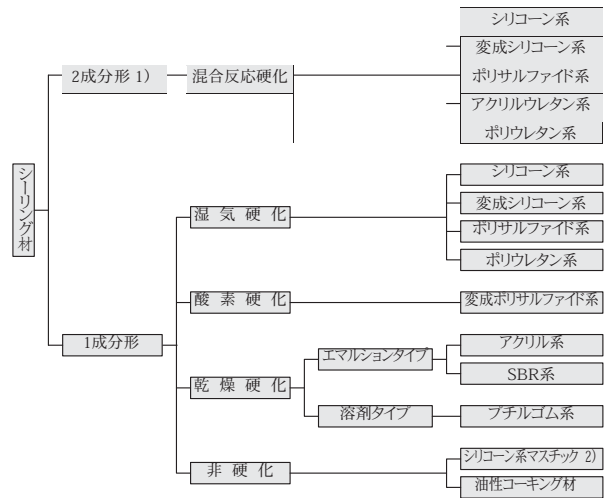 シーリング材
2成分形 1）
混合反応硬化
シリコーン系
変成シリコーン系
ポリサルファイド系
アクリルウレタン系
ポリウレタン系
1成分形
湿 気 硬 化
シリコーン系
変成シリコーン系
ポリサルファイド系
ポリウレタン系
酸 素 硬 化
変成ポリサルファイド系
乾 燥 硬 化
エマルションタイプ
アクリル系
SBR系
溶剤タイプ
ブチルゴム系
非 硬 化
シリコーン系マスチック 2）
油性コーキング材